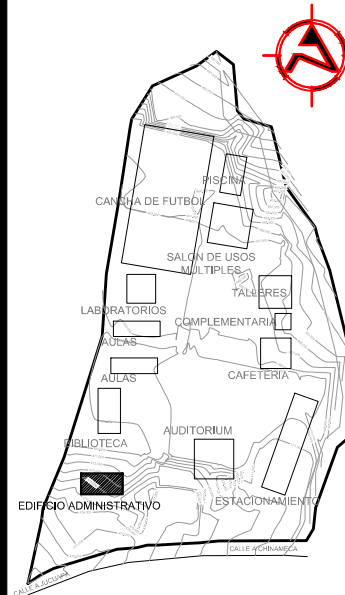 PISCINA
CANCHA DE FUTBOL
SALON DE USOS
MULTIPLES
TALLERES
LABORATORIOS
COMPLEMENTARIA
AULAS
AULAS
CAFETERIA
BIBLIOTECA
AUDITORIUM
EDIFICIO ADMINISTRATIVO
ESTACIONAMIENTO
CALLE A CHINAMECA
CALLE A JUCUAPA